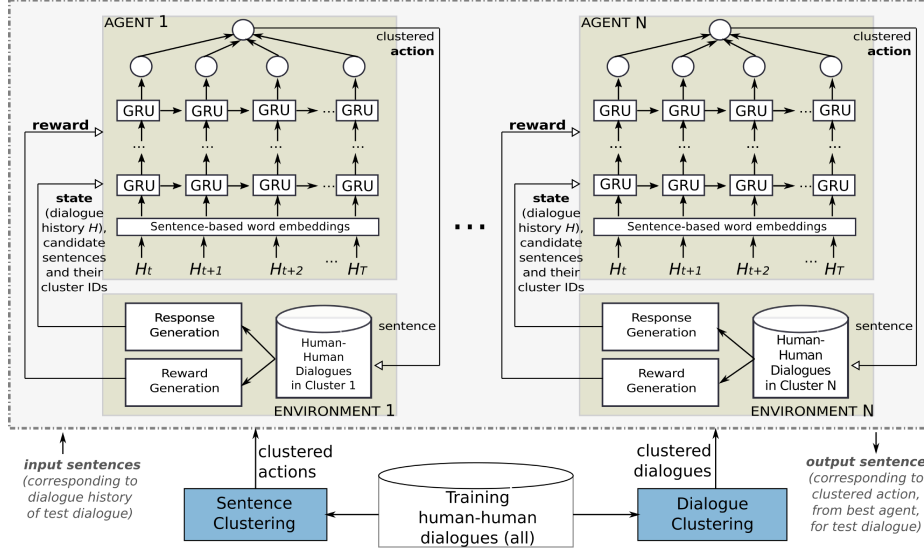 AGENT 1
clustered
action
GRU GRU GRU ... GRU
reward
... ... ... ...
GRU GRU GRU ... GRU
state
(dialogue
history H),
candidate
sentences
and their
cluster IDs
Sentence-based word embeddings
Ht Ht+1 Ht+2 ... HT
Response
Generation
Reward
Generation
Human-
Human
Dialogues
in Cluster 1
sentence
ENVIRONMENT 1
...
AGENT N
clustered
action
GRU GRU GRU ... GRU
reward
... ... ... ...
GRU GRU GRU ... GRU
state
(dialogue
history H),
candidate
sentences
and their
cluster IDs
Sentence-based word embeddings
Ht Ht+1 Ht+2 ... HT
Response
Generation
Reward
Generation
Human-
Human
Dialogues
in Cluster N
sentence
ENVIRONMENT N
input sentences
(corresponding to
dialogue history
of test dialogue)
clustered
actions
Sentence
Clustering
Training
human-human
dialogues (all)
clustered
dialogues
Dialogue
Clustering
output sentence
(corresponding to
clustered action,
from best agent,
for test dialogue)